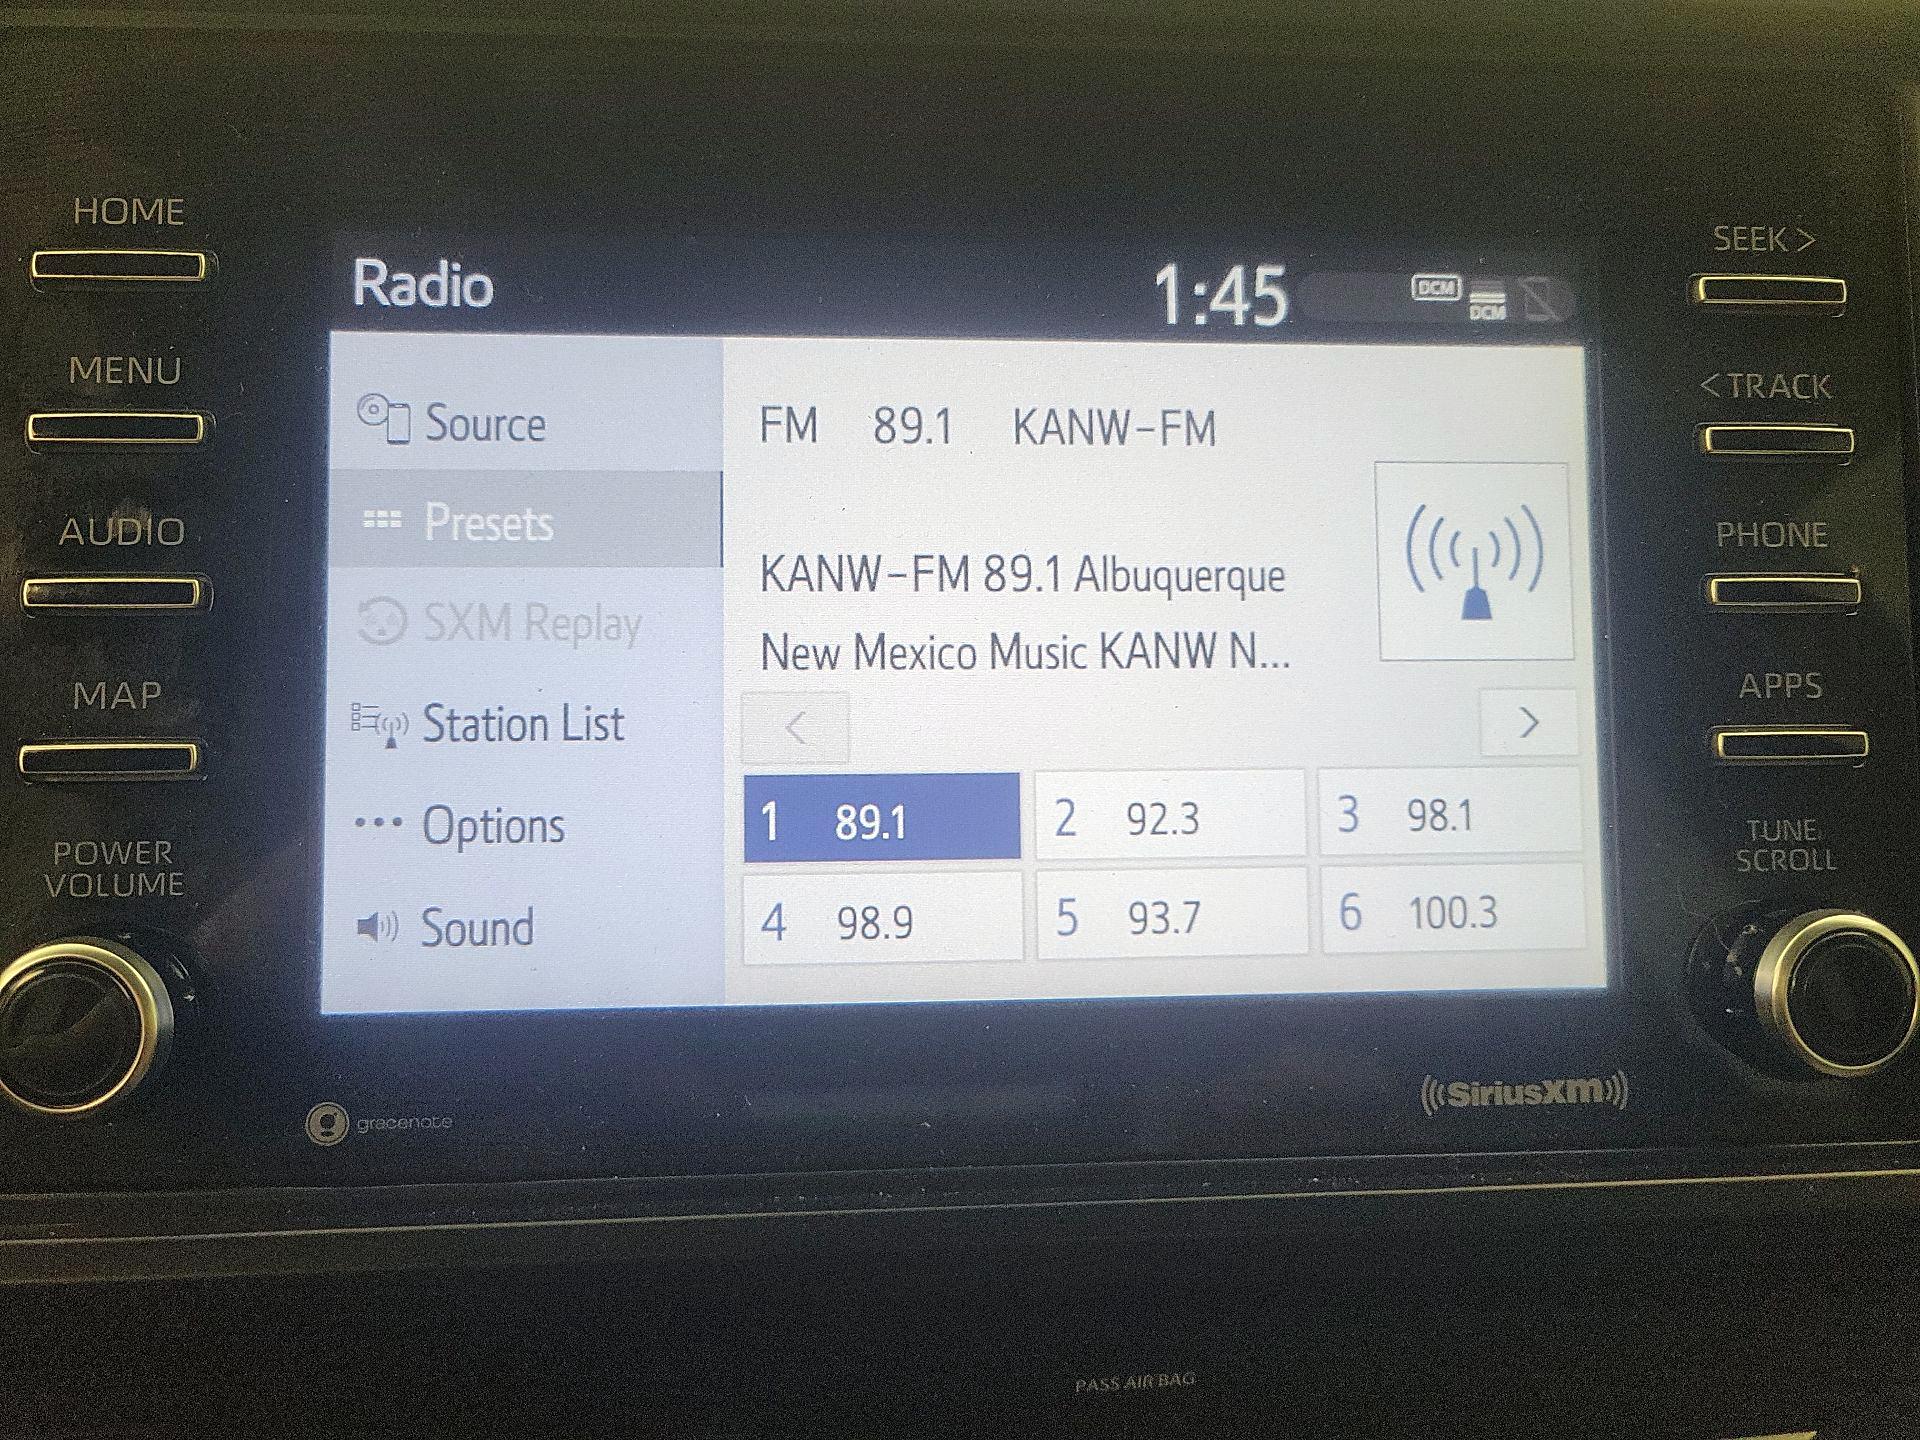 HOME
MENU
AUDIO
MAP
POWER
VOLUME
Radio
1:45
DCM
DCM
Source
Presets
SXM Replay
Station List
Options
Sound
FM 89.1 KANW-FM
KANW-FM 89.1 Albuquerque
New Mexico Music KANW N...
<
>
1 89.1
2 92.3
3 98.1
4 98.9
5 93.7
6 100.3
SEEK >
< TRACK
PHONE
APPS
TUNE
SCROLL
gracenote
((SiriusXM))
PASS AIR BAG